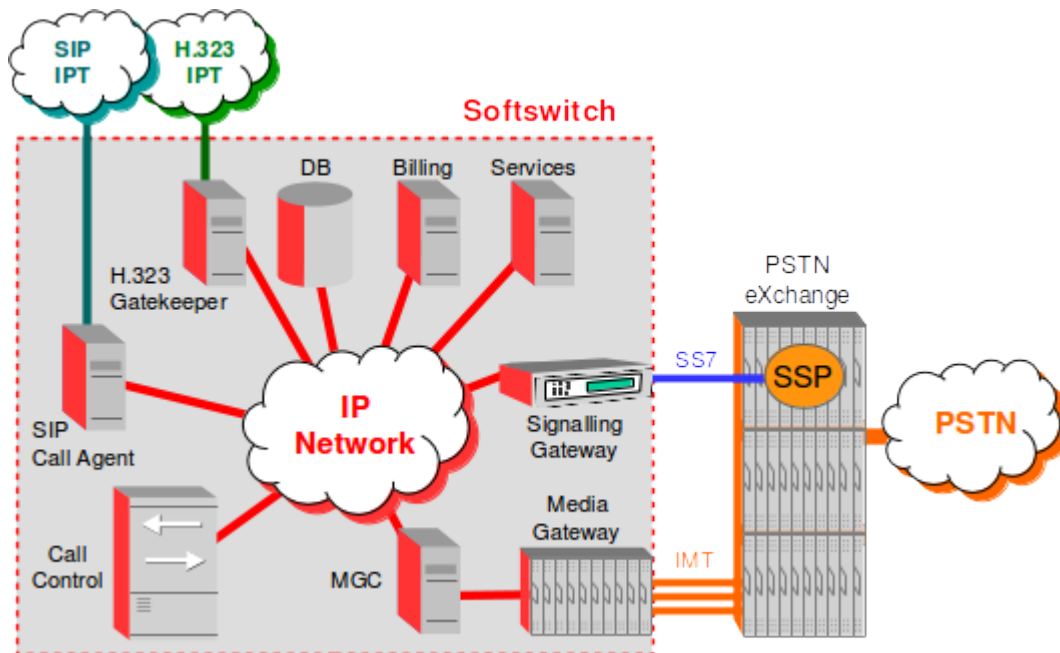 SIP
IPT
H.323
IPT
Softswitch
DB
Billing
Services
H.323
Gatekeeper
PSTN
eXchange
SS7
SSP
IP
Network
Signalling
Gateway
PSTN
SIP
Call Agent
Media
Gateway
Call
Control
MGC
IMT